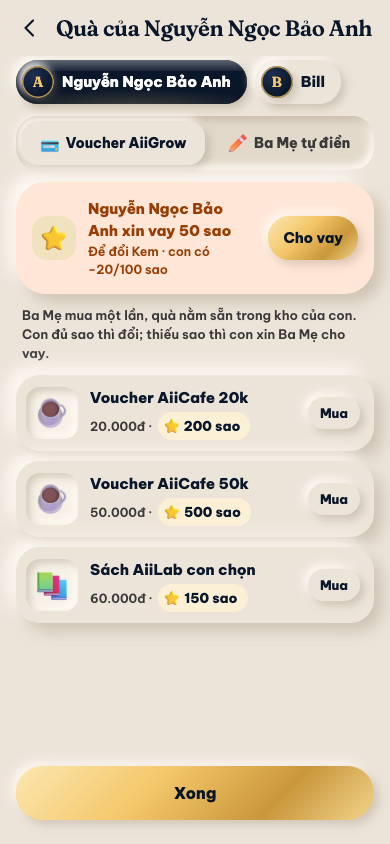 Quà của Nguyễn Ngọc Bảo Anh
A Nguyễn Ngọc Bảo Anh
B Bill
Voucher AiiGrow
Ba Mẹ tự điền
Nguyễn Ngọc Bảo
Anh xin vay 50 sao
Để đổi Kem · con có
−20/100 sao
Cho vay
Ba Mẹ mua một lần, quà nằm sẵn trong kho của con.
Con đủ sao thì đổi; thiếu sao thì con xin Ba Mẹ cho
vay.
Voucher AiiCafe 20k
20.000đ · 200 sao
Mua
Voucher AiiCafe 50k
50.000đ · 500 sao
Mua
Sách AiiLab con chọn
60.000đ · 150 sao
Mua
Xong